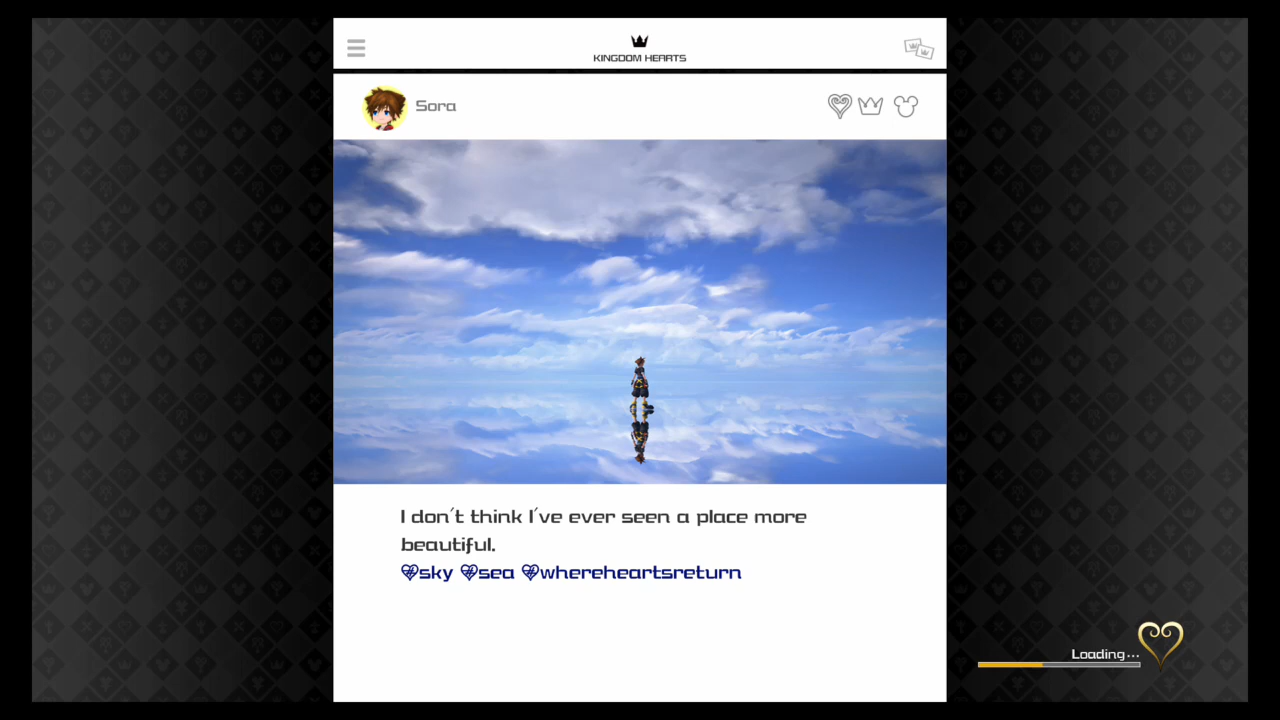 KINGDOM HEARTS
Sora
I don't think I've ever seen a place more
beautiful.
#sky #sea #whereheartsreturn
Loading...